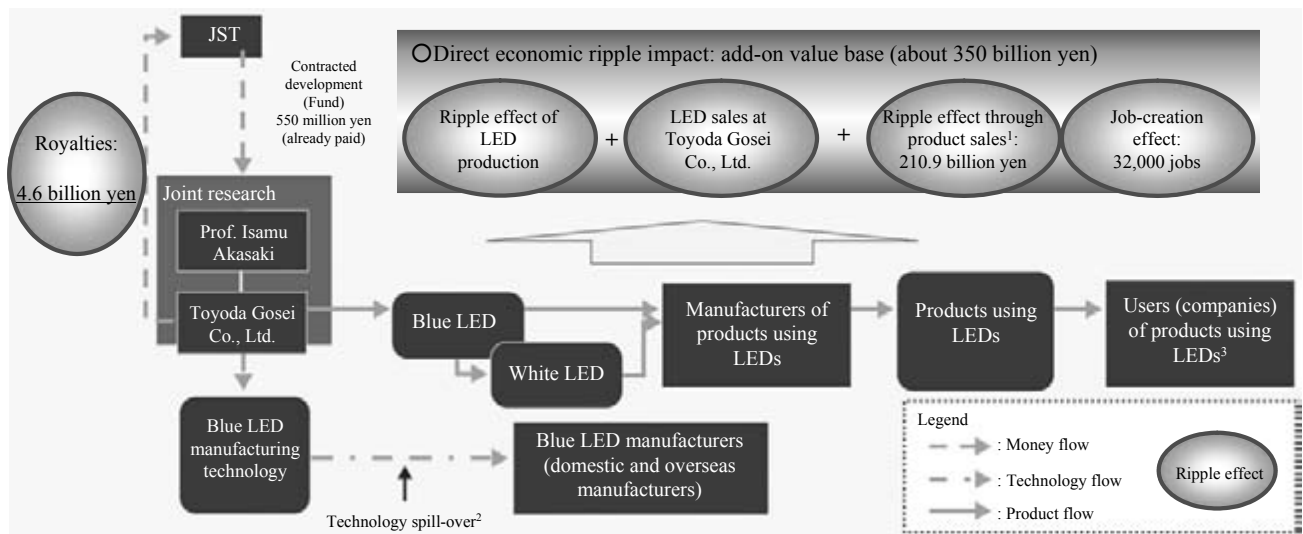 JST
Contracted
development
(Fund)
550 million yen
(already paid)
Royalties:
4.6 billion yen
○Direct economic ripple impact: add-on value base (about 350 billion yen)
Ripple effect of
LED
production
+
LED sales at
Toyoda Gosei
Co., Ltd.
+
Ripple effect through
product sales¹:
210.9 billion yen
Job-creation
effect:
32,000 jobs
Joint research
Prof. Isamu
Akasaki
Toyoda Gosei
Co., Ltd.
Blue LED
White LED
Manufacturers of
products using
LEDs
Products using
LEDs
Users (companies)
of products using
LEDs³
Blue LED
manufacturing
technology
Technology spill-over²
Blue LED manufacturers
(domestic and overseas
manufacturers)
Legend
: Money flow
: Technology flow
: Product flow
Ripple effect